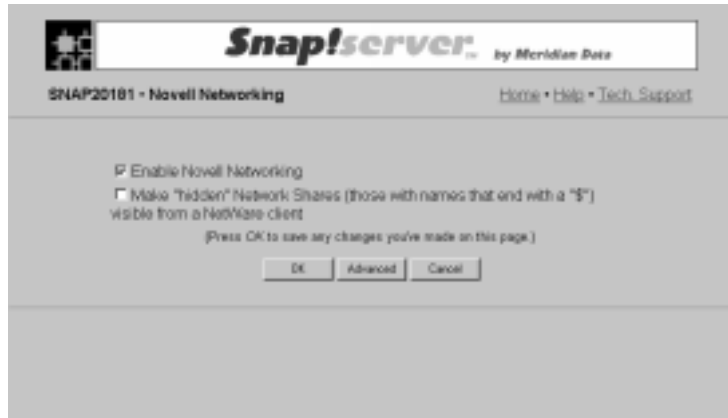 Snap!server™ by Meridian Data
SNAP20181 • Novell Networking Home • Help • Tech. Support
Enable Novell Networking
Make "hidden" Network Shares (those with names that end with a "$")
visible from a NetWare client
(Press OK to save any changes you've made on this page.)
OK Advanced Cancel